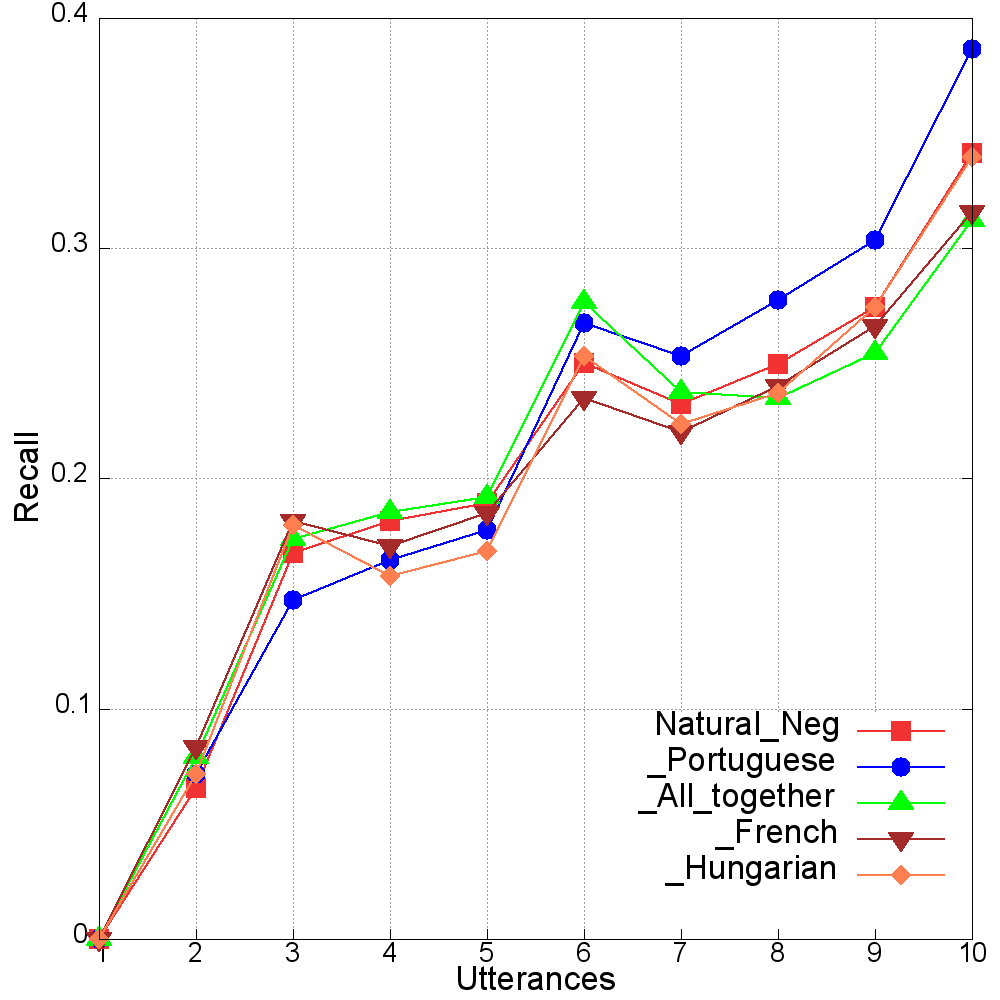 0.4
0.3
0.2
0.1
0
Recall
1 2 3 4 5 6 7 8 9 10
Utterances
Natural_Neg
_Portuguese
_All_together
_French
_Hungarian